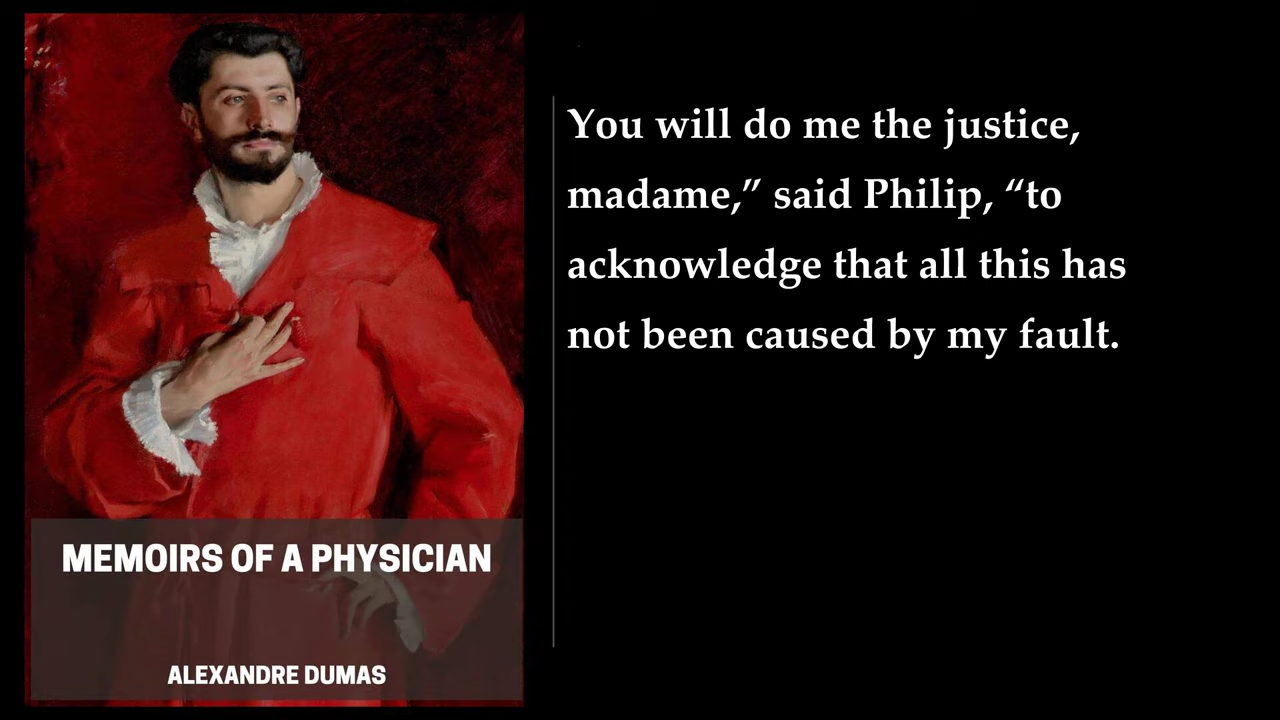 MEMOIRS OF A PHYSICIAN
ALEXANDRE DUMAS
You will do me the justice,
madame,” said Philip, “to
acknowledge that all this has
not been caused by my fault.